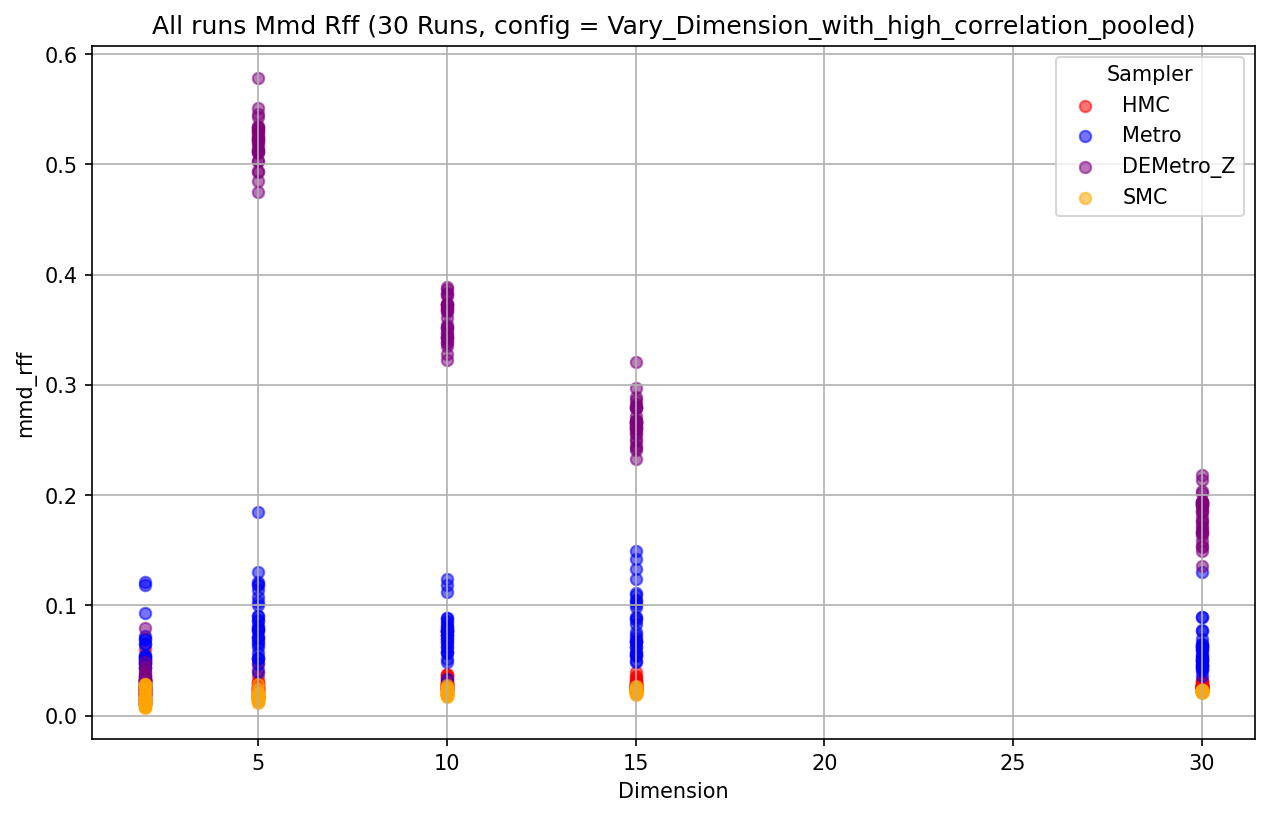 All runs Mmd Rff (30 Runs, config = Vary_Dimension_with_high_correlation_pooled)
Sampler
HMC
Metro
DEMetro_Z
SMC
mmd_rff
0.6
0.5
0.4
0.3
0.2
0.1
0.0
5 10 15 20 25 30
Dimension